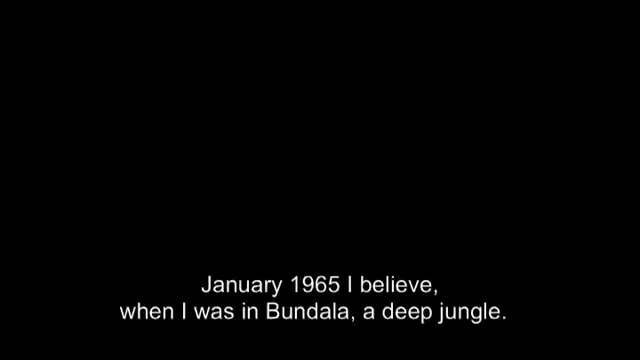 January 1965 I believe,
when I was in Bundala, a deep jungle.